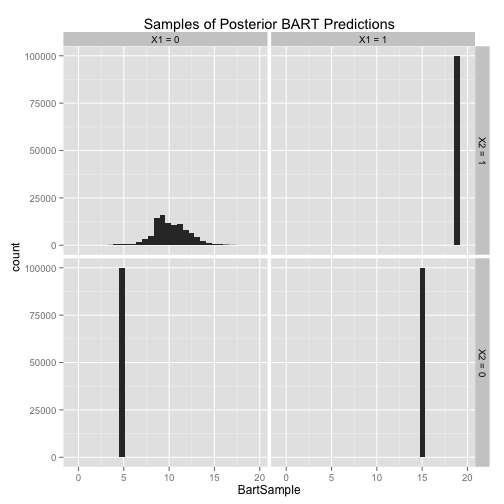 Samples of Posterior BART Predictions
X1 = 0
X1 = 1
100000
75000
50000
25000
0
X2 = 1
count
100000
75000
50000
25000
0
X2 = 0
0 5 10 15 20
0 5 10 15 20
BartSample